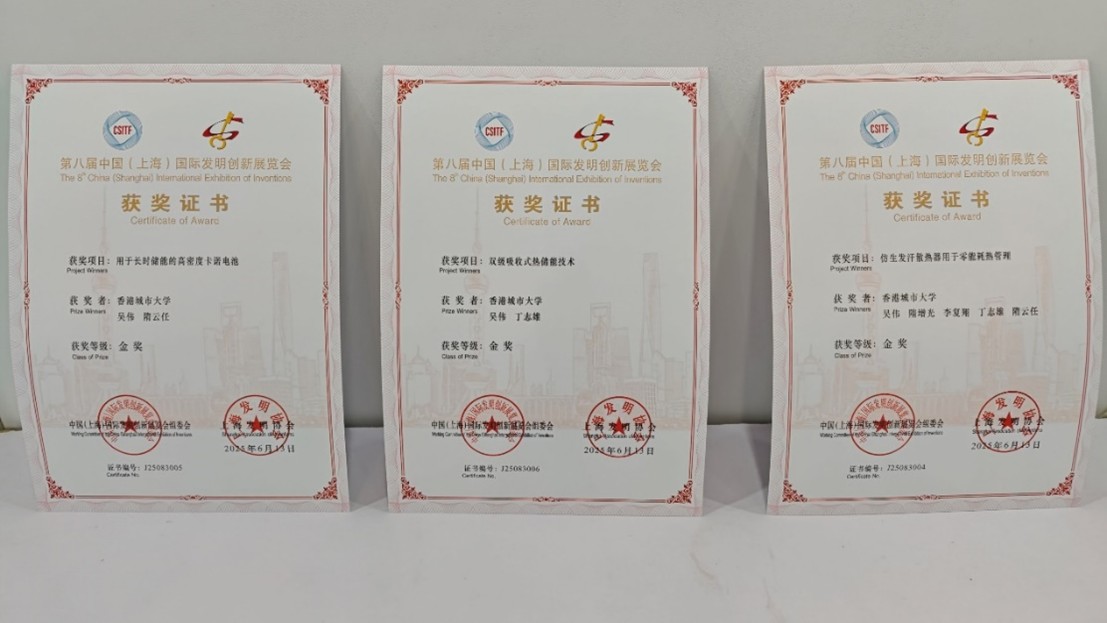 CSITF
第八届中国（上海）国际发明创新展览会
The 8th China (Shanghai) International Exhibition of Inventions
获奖证书
Certificate of Award
获奖项目：用于长时储能的高密度卡诺电池
Project Winners
获 奖 者：香港城市大学
Prize Winners
吴伟 隋云任
获奖等级：金奖
Class of Prize
中国(上海)国际发明创新展览会组委会
上海发明协会
2025年6月13日
证书编号：J25083005
Certificate No.
CSITF
第八届中国（上海）国际发明创新展览会
The 8th China (Shanghai) International Exhibition of Inventions
获奖证书
Certificate of Award
获奖项目：双级吸收式热储能技术
Project Winners
获 奖 者：香港城市大学
Prize Winners
吴伟 丁志雄
获奖等级：金奖
Class of Prize
中国(上海)国际发明创新展览会组委会
上海发明协会
2025年6月13日
证书编号：J25083006
Certificate No.
CSITF
第八届中国（上海）国际发明创新展览会
The 8th China (Shanghai) International Exhibition of Inventions
获奖证书
Certificate of Award
获奖项目：仿生发汗散热器用于零能耗热管理
Project Winners
获 奖 者：香港城市大学
Prize Winners
吴伟 隋增光 李复翔 丁志雄 隋云任
获奖等级：金奖
Class of Prize
中国(上海)国际发明创新展览会组委会
上海发明协会
2025年6月13日
证书编号：J25083004
Certificate No.